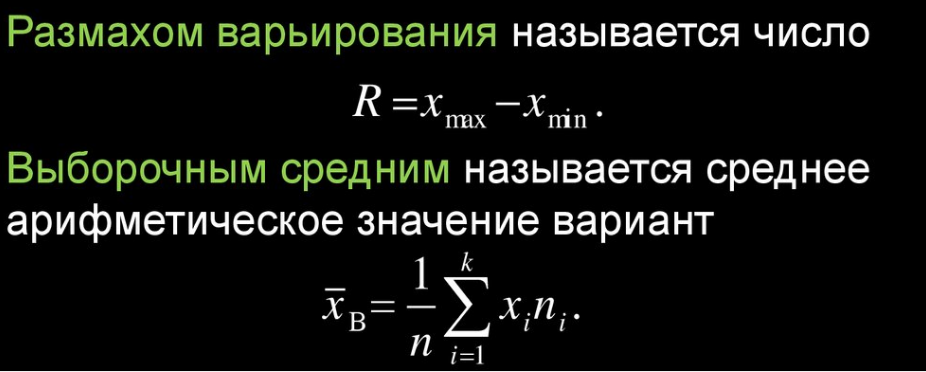 Размахом варьирования называется число
R = x_max − x_min.
Выборочным средним называется среднее
арифметическое значение вариант
x̄_В = 1/n ∑_{i=1}^{k} x_i n_i.